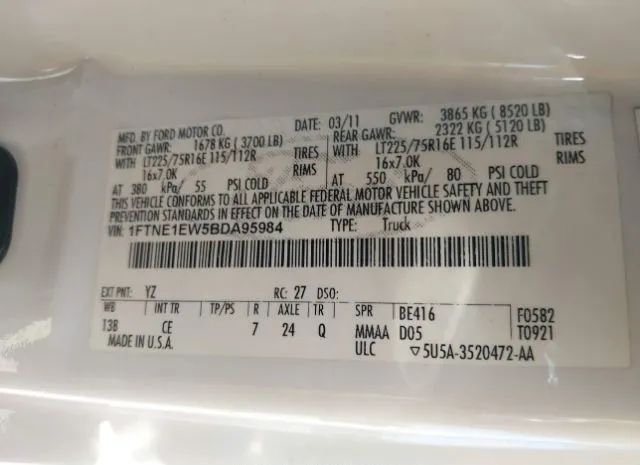 MFD. BY FORD MOTOR CO.
DATE: 03/11 GVWR: 3865 KG ( 8520 LB)
FRONT GAWR: 1678 KG ( 3700 LB)
REAR GAWR: 2322 KG ( 5120 LB)
WITH LT225/75R16E 115/112R TIRES
WITH LT225/75R16E 115/112R TIRES
16x7.0K RIMS
16x7.0K RIMS
AT 380 kPa/ 55 PSI COLD
AT 550 kPa/ 80 PSI COLD
THIS VEHICLE CONFORMS TO ALL APPLICABLE FEDERAL MOTOR VEHICLE SAFETY AND THEFT
PREVENTION STANDARDS IN EFFECT ON THE DATE OF MANUFACTURE SHOWN ABOVE.
VIN: 1FTNE1EW5BDA95984 TYPE: Truck
EXT PNT: YZ RC: 27 DSO:
WB INT TR TP/PS R AXLE TR SPR BE416 F0582
138 CE 7 24 Q MMAA D05 T0921
MADE IN U.S.A. ULC ▽5U5A-3520472-AA